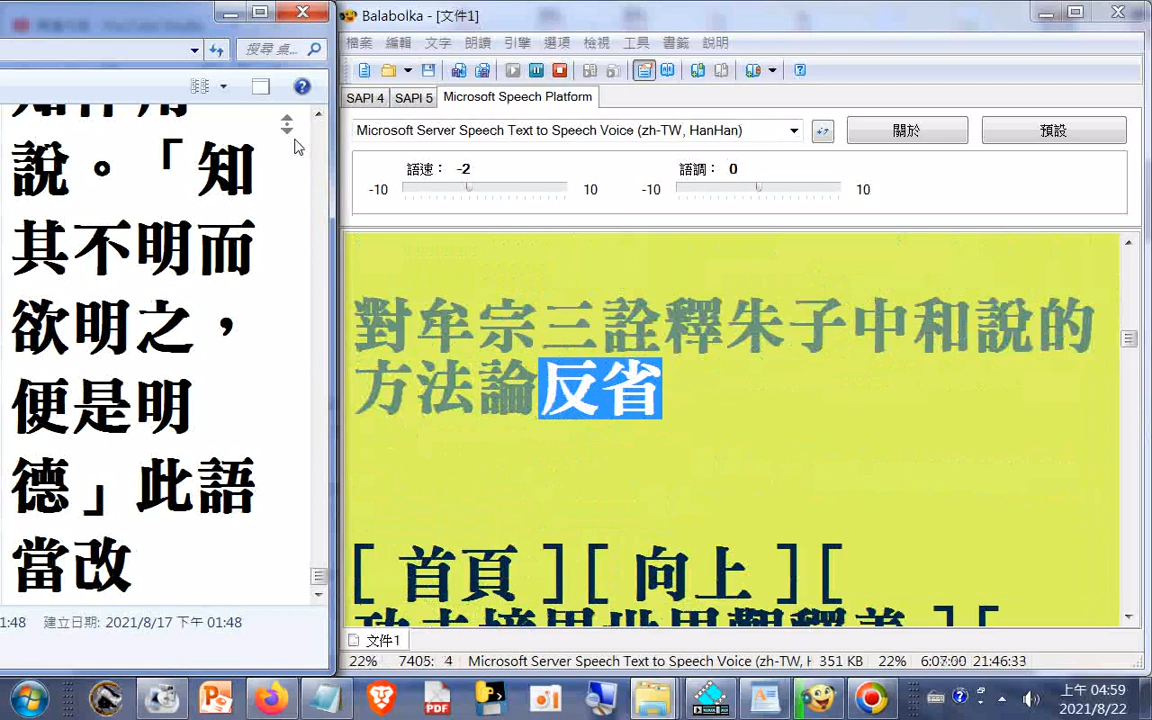 Balabolka - [文件1]
搜尋 桌...
檔案 編輯 文字 朗讀 引擎 選項 檢視 工具 書籤 說明
SAPI 4 SAPI 5 Microsoft Speech Platform
Microsoft Server Speech Text to Speech Voice (zh-TW, HanHan)
關於
預設
語速: -2
語調: 0
-10 10 -10 10
說。「知
其不明而
欲明之，
便是明
德」此語
當改
對牟宗三詮釋朱子中和說的
方法論反省
[ 首頁 ][ 向上 ][
1:48 建立日期: 2021/8/17 下午 01:48
文件1
22% 7405: 4 Microsoft Server Speech Text to Speech Voice (zh-TW, H 351 KB 22% 6:07:00 21:46:33
PDF
上午 04:59
2021/8/22